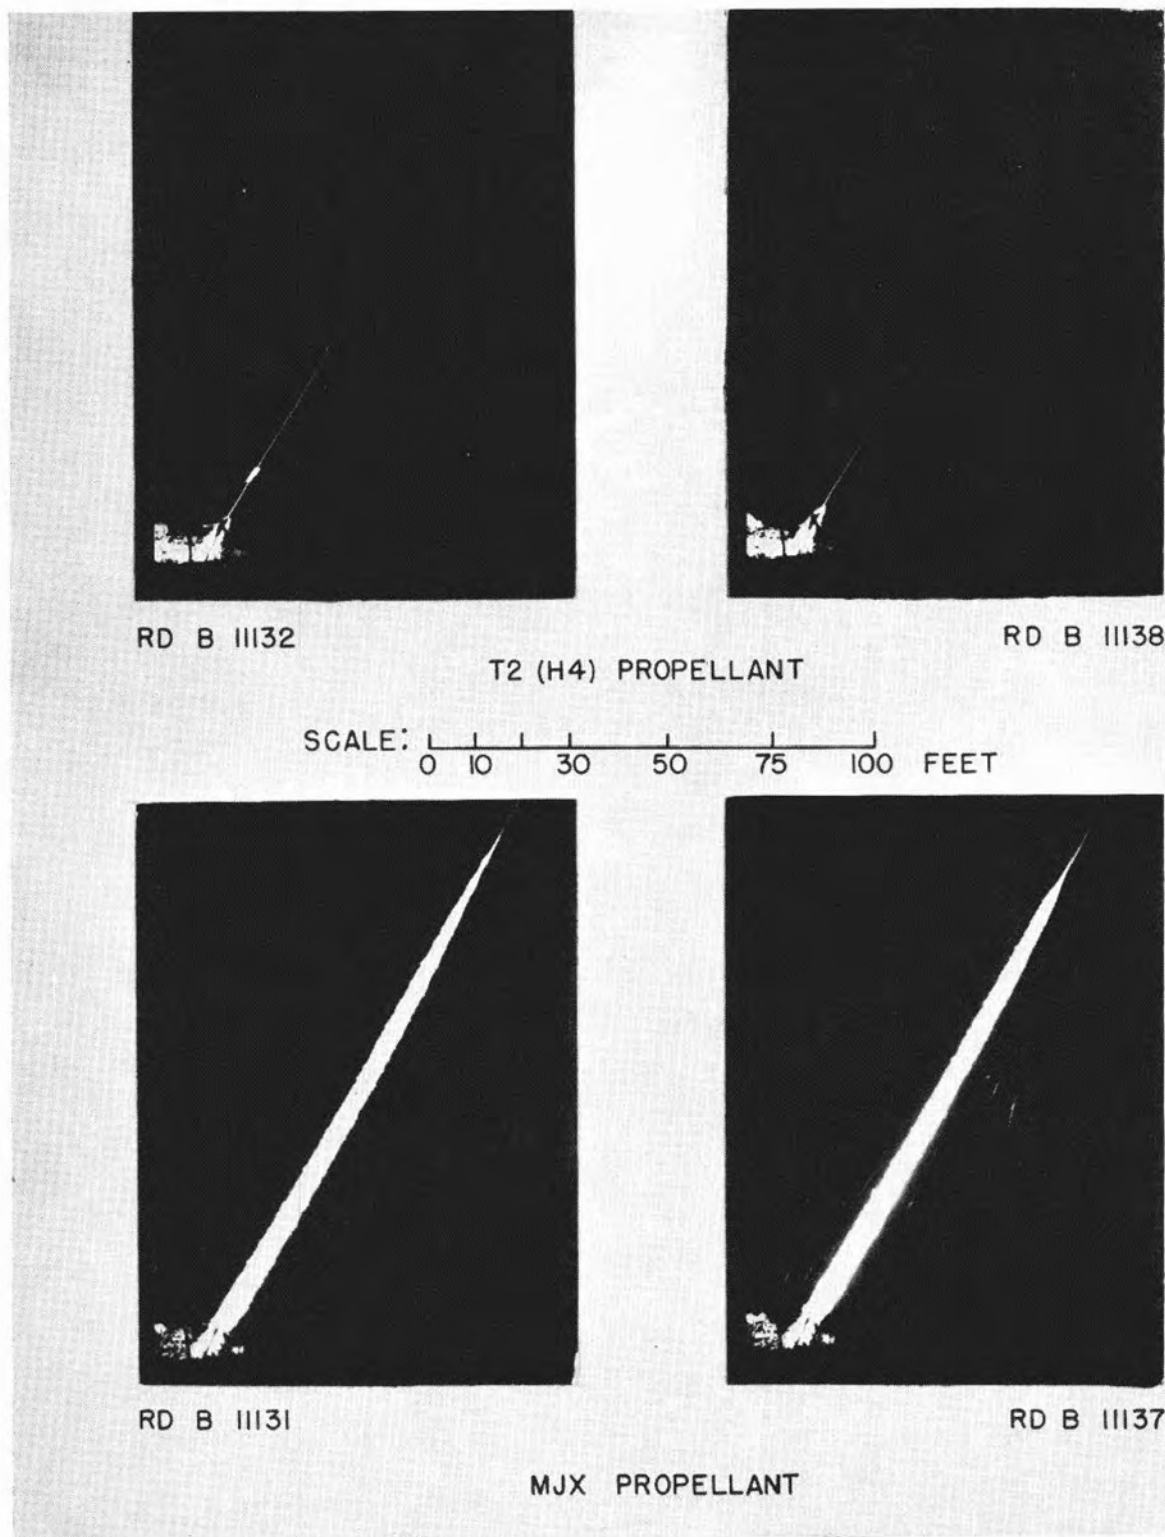 RD B 11132
RD B 11138
T2 (H4) PROPELLANT
SCALE:
0 10 30 50 75 100 FEET
RD B 11131
RD B 11137
MJX PROPELLANT